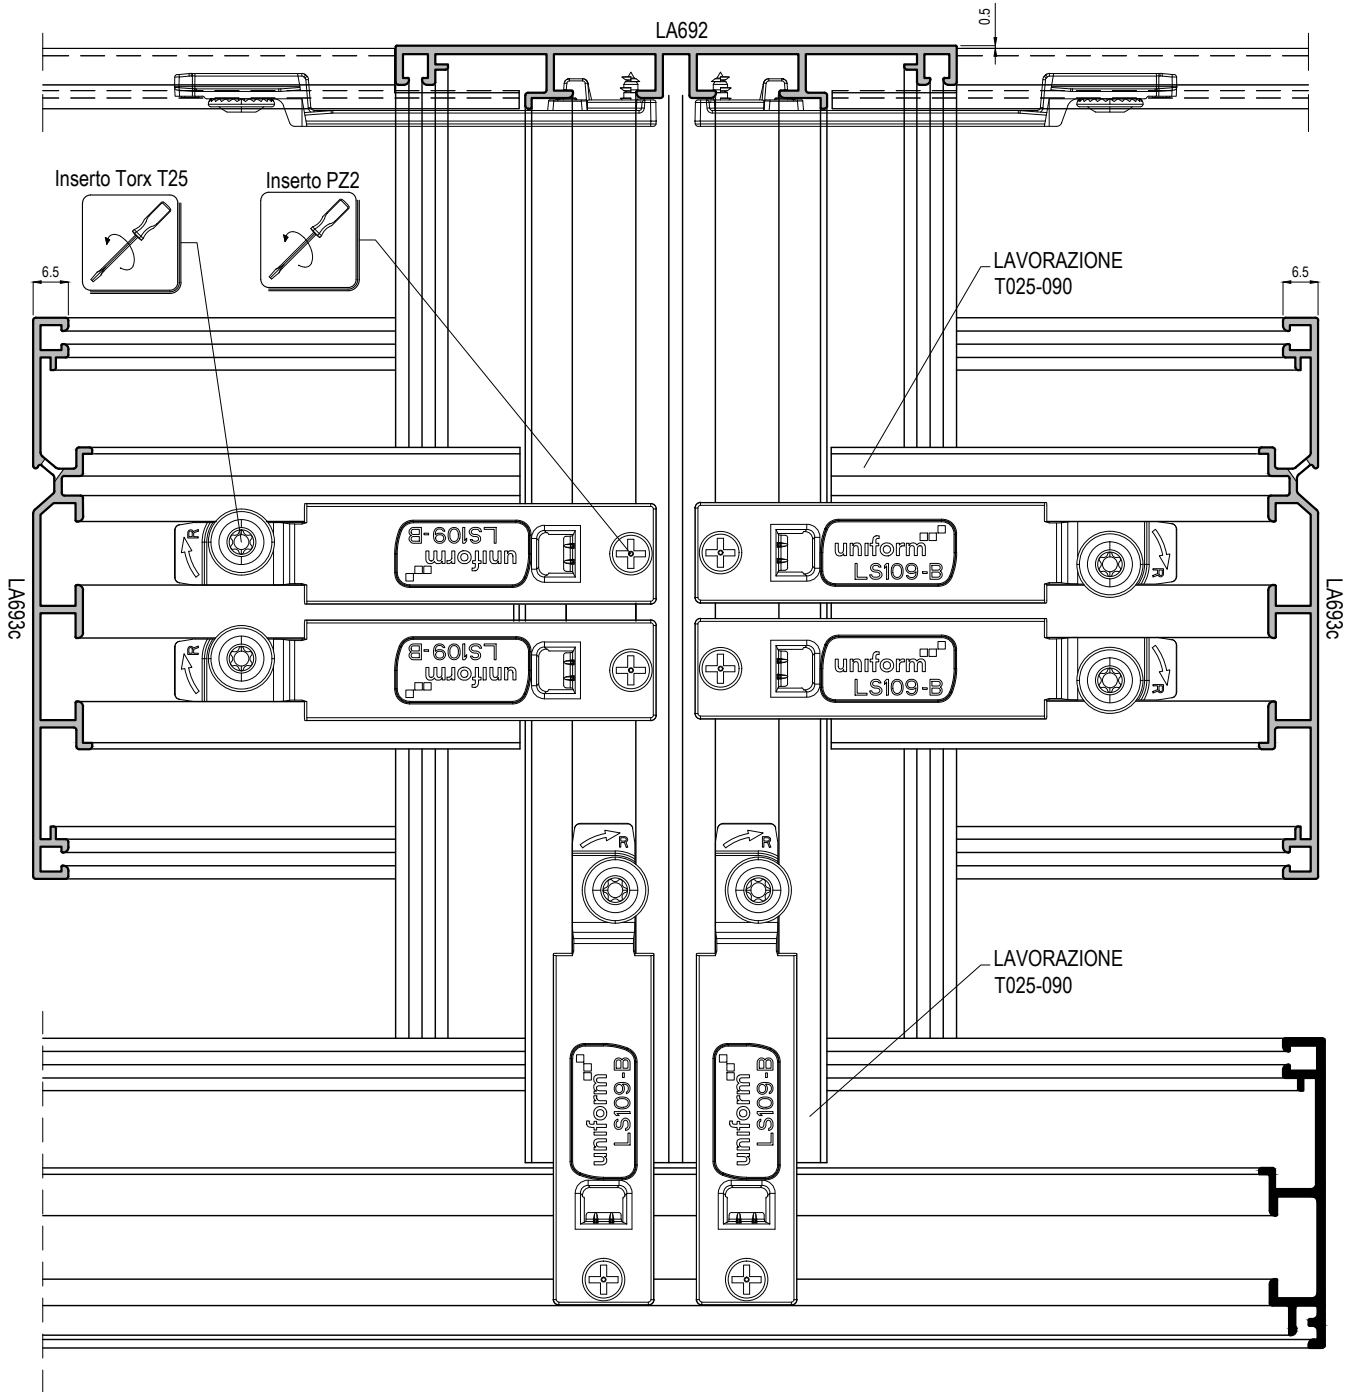 LA692
0.5
Inserto Torx T25
Inserto PZ2
LAVORAZIONE
T025-090
6.5
6.5
R
uniform
LS109-B
uniform
LS109-B
R
LA693c
LA693c
R
uniform
LS109-B
uniform
LS109-B
R
R
R
LAVORAZIONE
T025-090
uniform
LS109-B
uniform
LS109-B